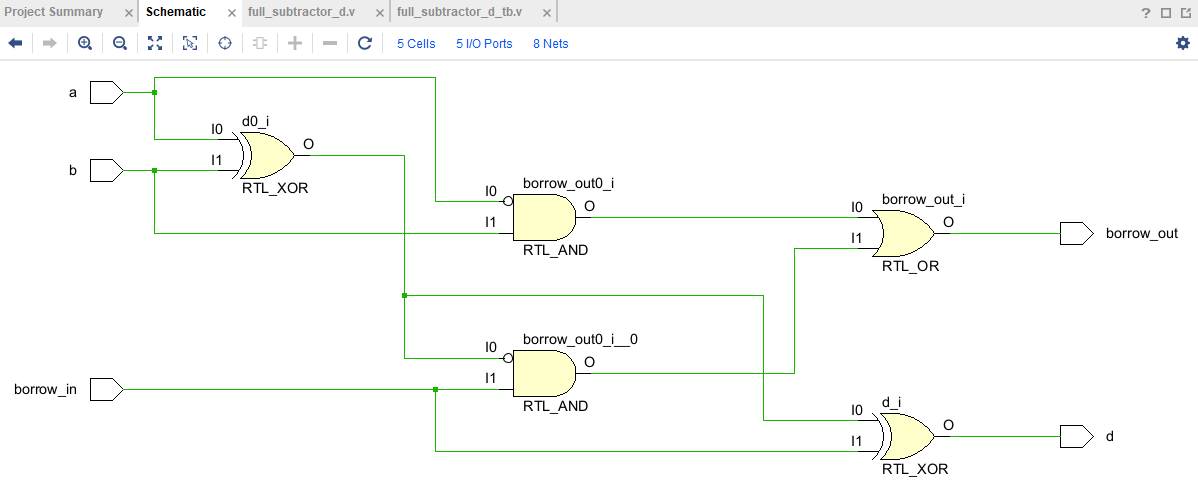 Project Summary × Schematic × full_subtractor_d.v × full_subtractor_d_tb.v × ?
5 Cells 5 I/O Ports 8 Nets
a
d0_i
I0
O
I1
b
RTL_XOR
borrow_out0_i
I0
O
I1
RTL_AND
borrow_out_i
I0
O
I1
borrow_out
RTL_OR
borrow_out0_i__0
I0
O
I1
borrow_in
RTL_AND
d_i
I0
O
I1
d
RTL_XOR